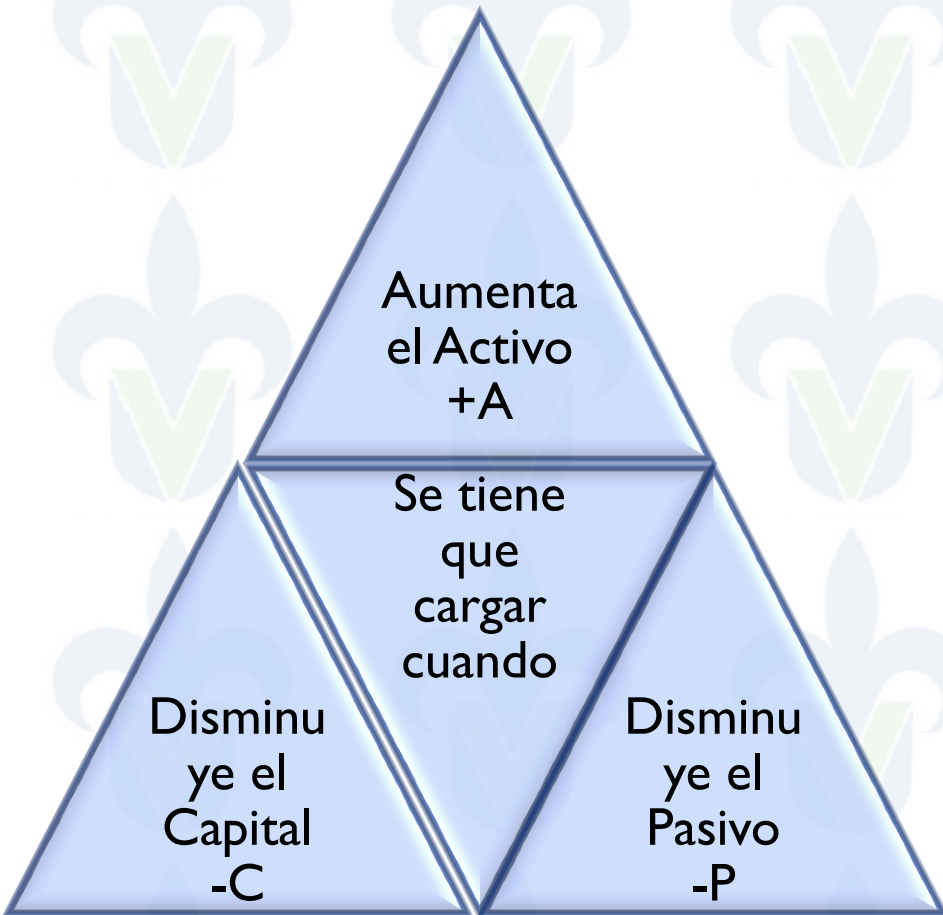 Aumenta
el Activo
+A
Se tiene
que
cargar
cuando
Disminu
ye el
Capital
-C
Disminu
ye el
Pasivo
-P